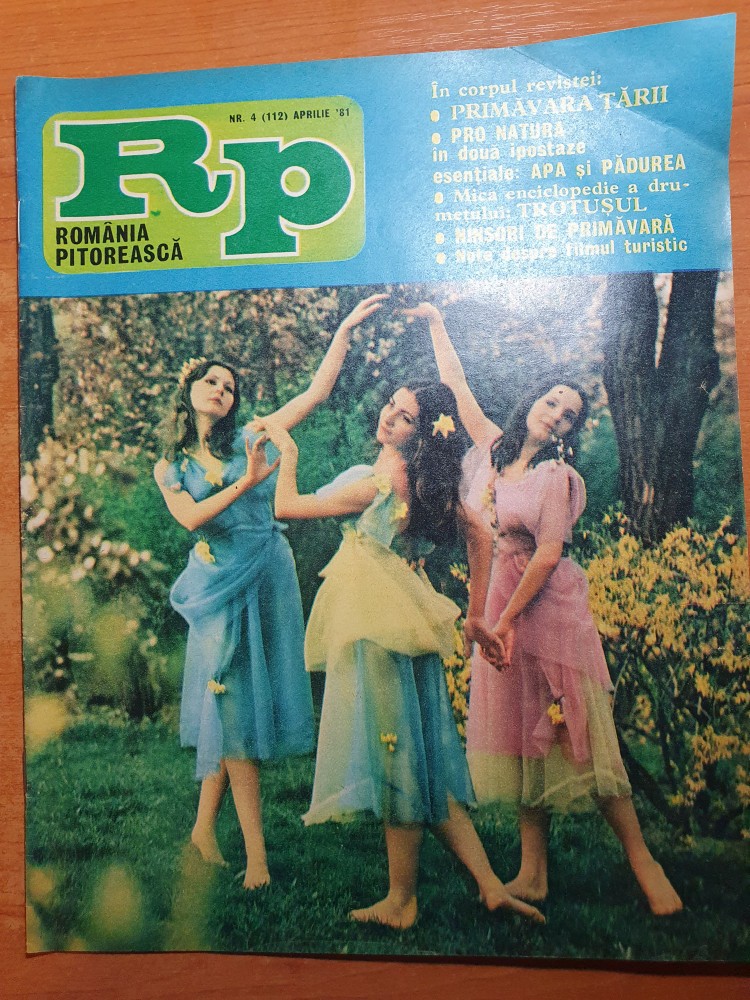 NR. 4 (112) APRILIE '81
Rp
ROMÂNIA
PITOREASCĂ
În corpul revistei:
• PRIMĂVARA ȚĂRII
• PRO NATURA
în două ipostaze
esențiale: APA și PĂDUREA
• Mica enciclopedie a dru-
metului: TROTUȘUL
• NINSORI DE PRIMĂVARĂ
• Note despre filmul turistic